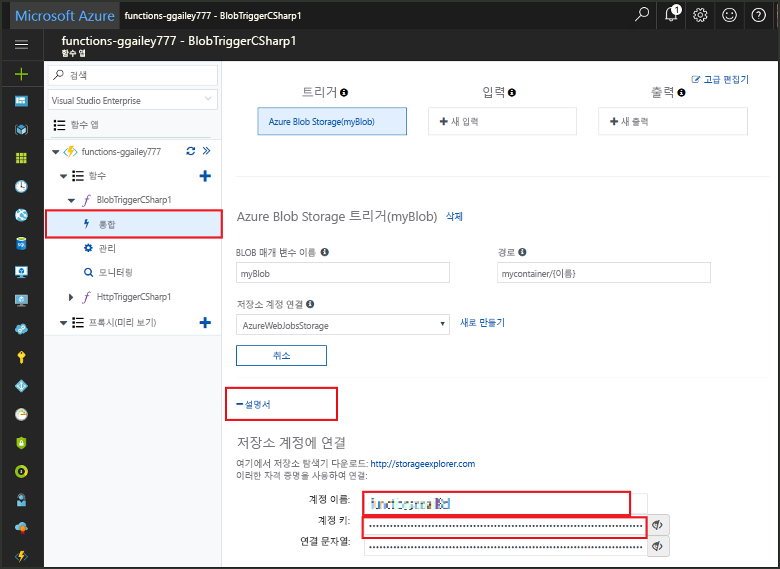 Microsoft Azure functions-ggailey777 - BlobTriggerCSharp1
1
functions-ggailey777 - BlobTriggerCSharp1
함수 앱
검색
Visual Studio Enterprise
함수 앱
functions-ggailey777
함수
BlobTriggerCSharp1
통합
관리
모니터링
HttpTriggerCSharp1
프록시(미리 보기)
고급 편집기
트리거 입력 출력
Azure Blob Storage(myBlob) 새 입력 새 출력
Azure Blob Storage 트리거(myBlob) 삭제
BLOB 매개 변수 이름 경로
myBlob mycontainer/{이름}
저장소 계정 연결
AzureWebJobsStorage 새로 만들기
취소
설명서
저장소 계정에 연결
여기에서 저장소 탐색기 다운로드: http://storageexplorer.com
이러한 자격 증명을 사용하여 연결:
계정 이름:
계정 키:
연결 문자열: